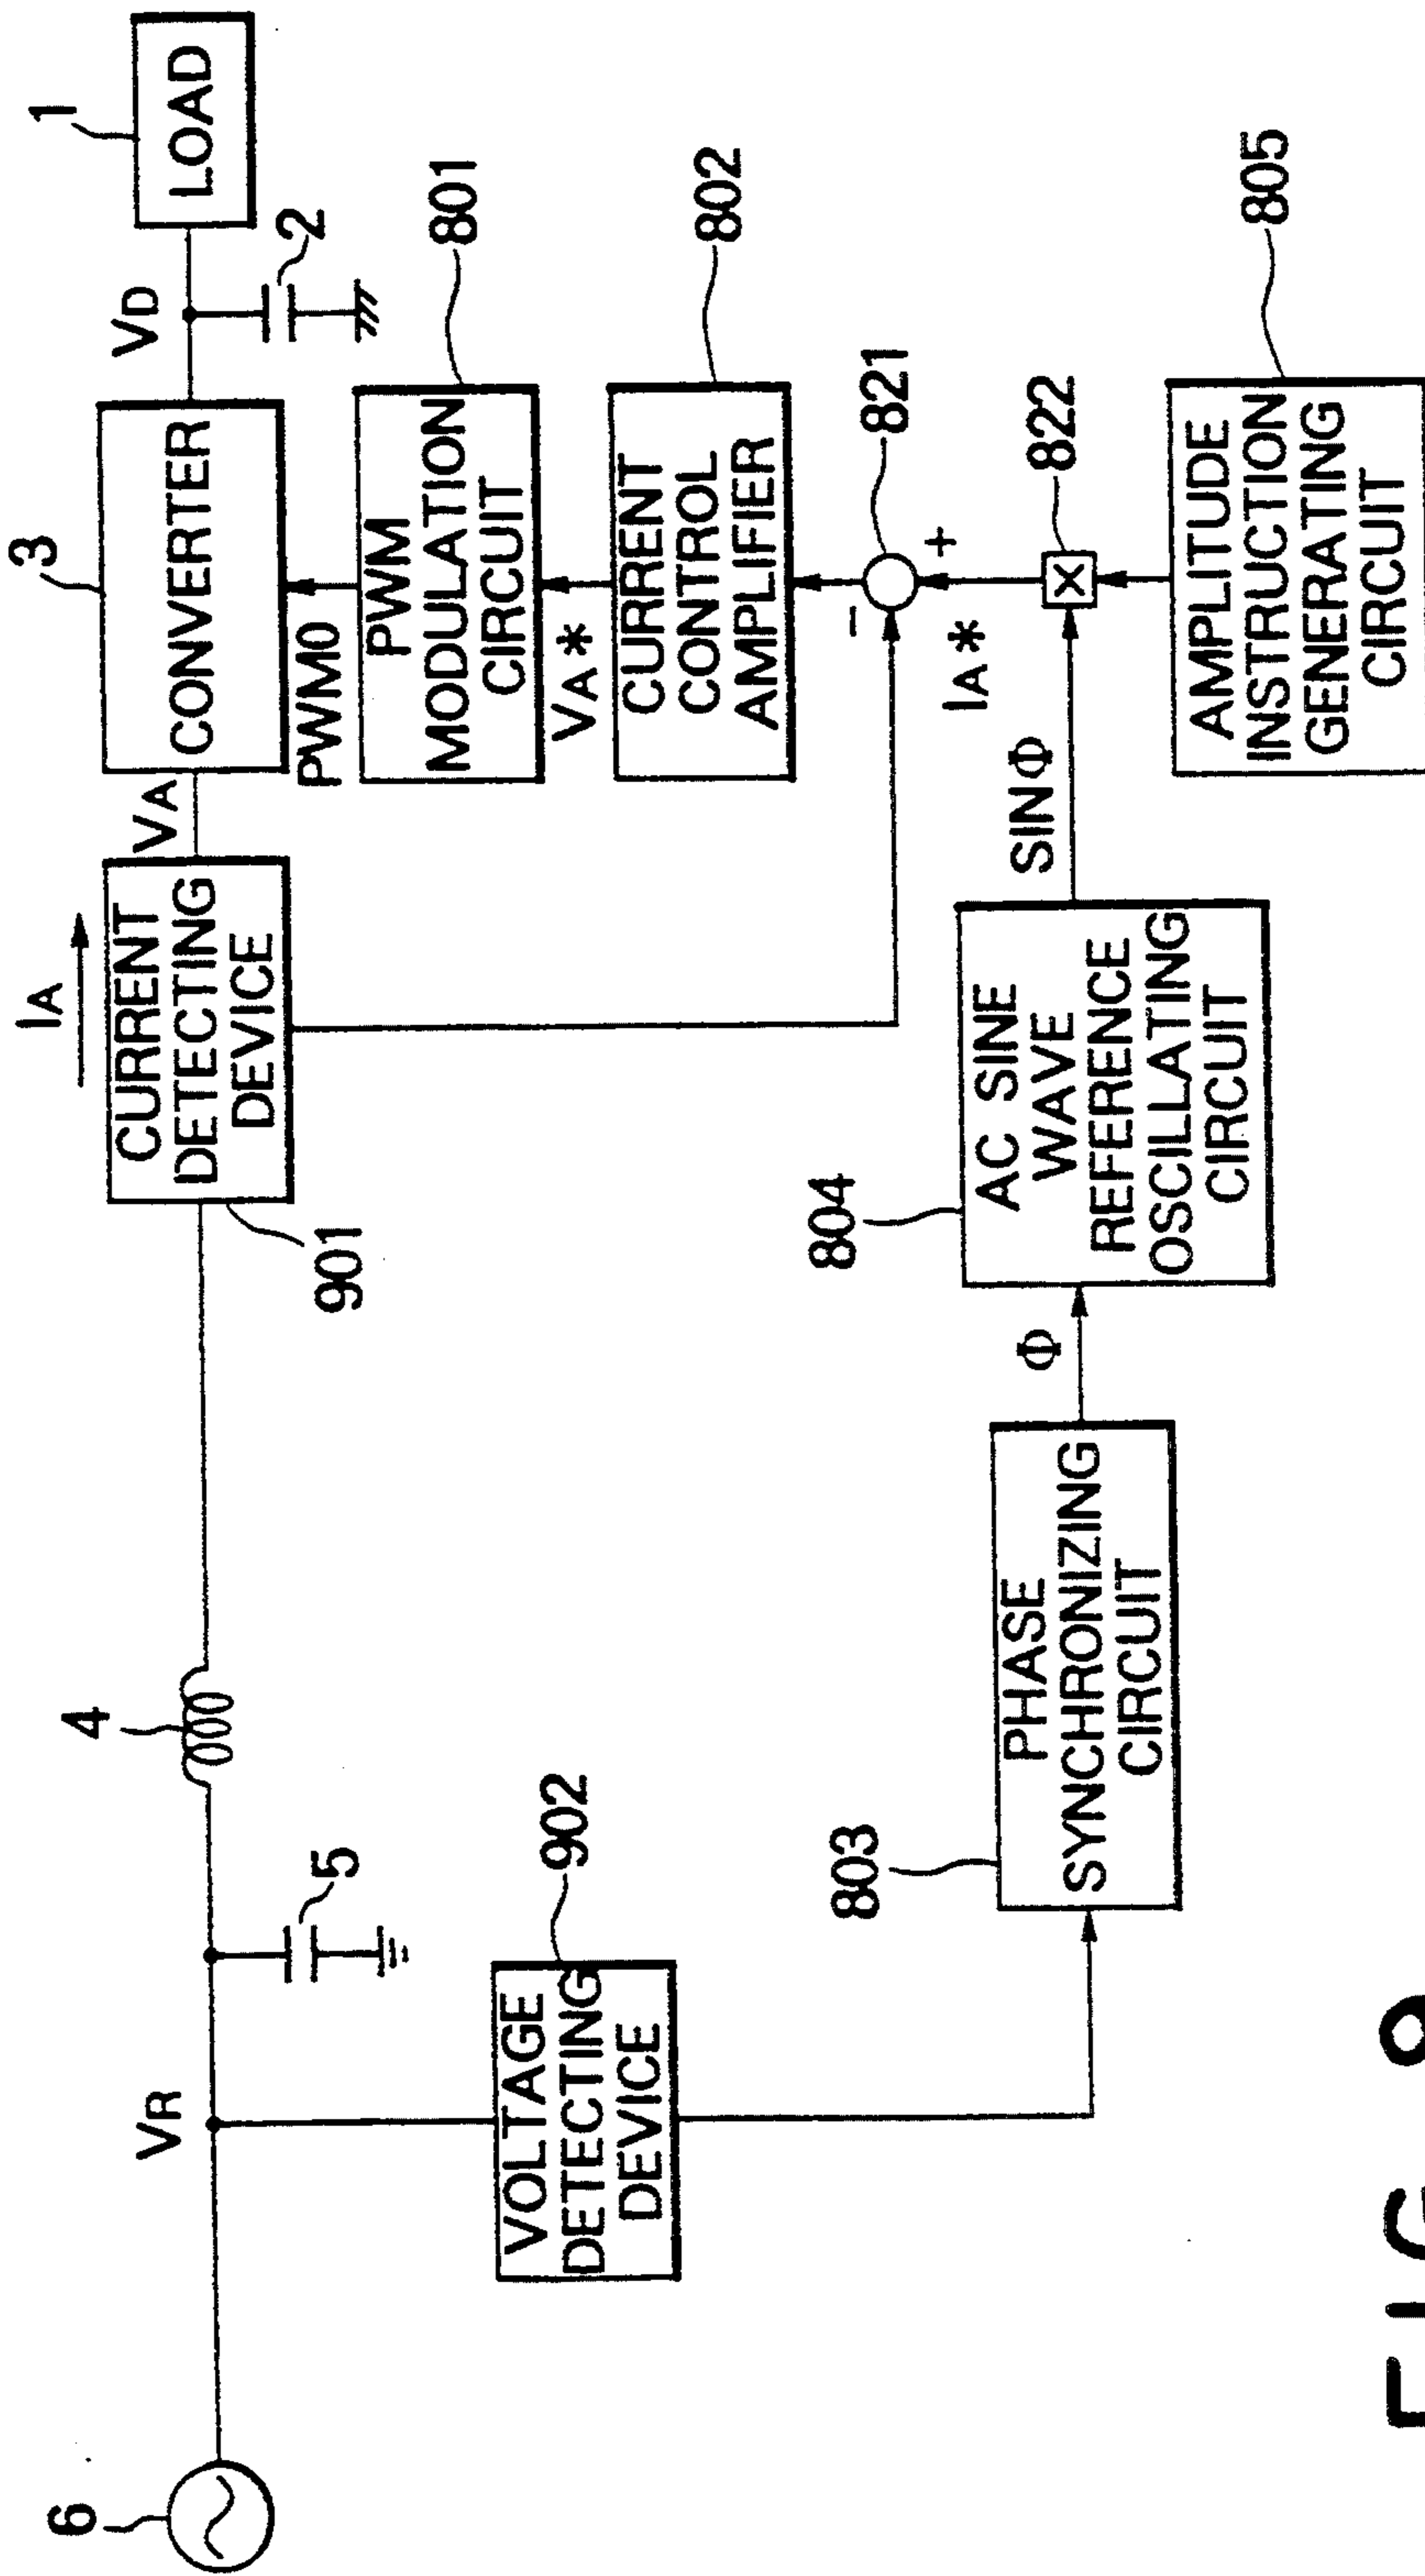 6
VR
5
4
IA
CURRENT
DETECTING
DEVICE
901
VA
3
CONVERTER
VD
1
LOAD
2
PWM0
PWM
MODULATION
CIRCUIT
801
VA*
CURRENT
CONTROL
AMPLIFIER
802
−
+
821
IA*
822
×
SINΦ
AMPLITUDE
INSTRUCTION
GENERATING
CIRCUIT
805
VOLTAGE
DETECTING
DEVICE
902
803
PHASE
SYNCHRONIZING
CIRCUIT
Φ
804
AC SINE
WAVE
REFERENCE
OSCILLATING
CIRCUIT